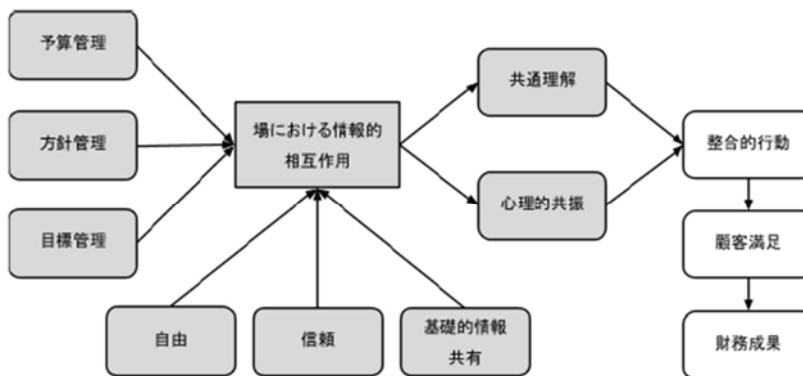 予算管理
方針管理
目標管理
場における情報的
相互作用
共通理解
心理的共振
整合的行動
顧客満足
財務成果
自由
信頼
基礎的情報
共有